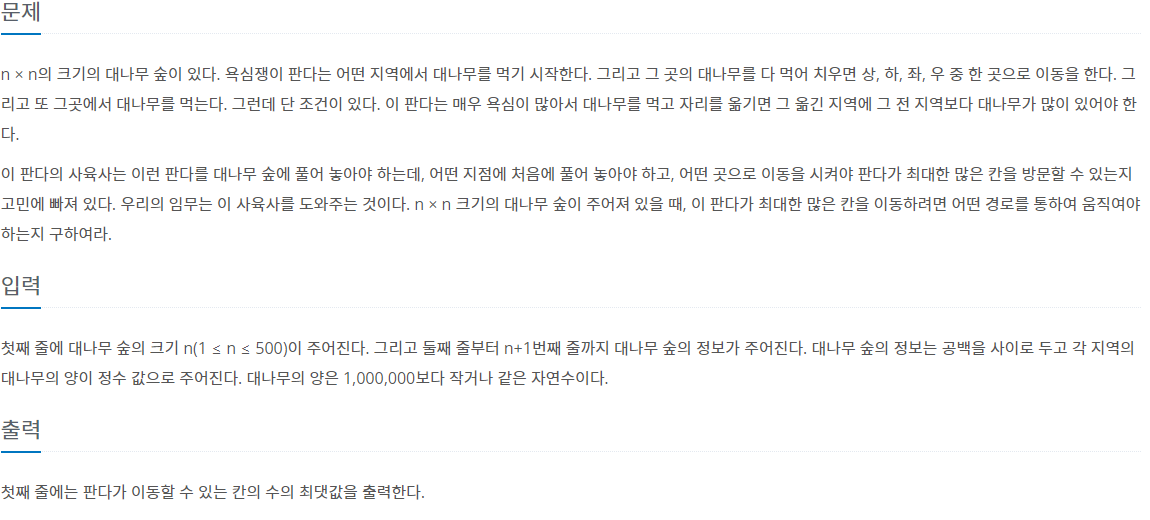 문제
n × n의 크기의 대나무 숲이 있다. 욕심쟁이 판다는 어떤 지역에서 대나무를 먹기 시작한다. 그리고 그 곳의 대나무를 다 먹어 치우면 상, 하, 좌, 우 중 한 곳으로 이동을 한다. 그
리고 또 그곳에서 대나무를 먹는다. 그런데 단 조건이 있다. 이 판다는 매우 욕심이 많아서 대나무를 먹고 자리를 옮기면 그 옮긴 지역에 그 전 지역보다 대나무가 많이 있어야 한
다.
이 판다의 사육사는 이런 판다를 대나무 숲에 풀어 놓아야 하는데, 어떤 지점에 처음에 풀어 놓아야 하고, 어떤 곳으로 이동을 시켜야 판다가 최대한 많은 칸을 방문할 수 있는지
고민에 빠져 있다. 우리의 임무는 이 사육사를 도와주는 것이다. n × n 크기의 대나무 숲이 주어져 있을 때, 이 판다가 최대한 많은 칸을 이동하려면 어떤 경로를 통하여 움직여야
하는지 구하여라.
입력
첫째 줄에 대나무 숲의 크기 n(1 ≤ n ≤ 500)이 주어진다. 그리고 둘째 줄부터 n+1번째 줄까지 대나무 숲의 정보가 주어진다. 대나무 숲의 정보는 공백을 사이로 두고 각 지역의
대나무의 양이 정수 값으로 주어진다. 대나무의 양은 1,000,000보다 작거나 같은 자연수이다.
출력
첫째 줄에는 판다가 이동할 수 있는 칸의 수의 최댓값을 출력한다.